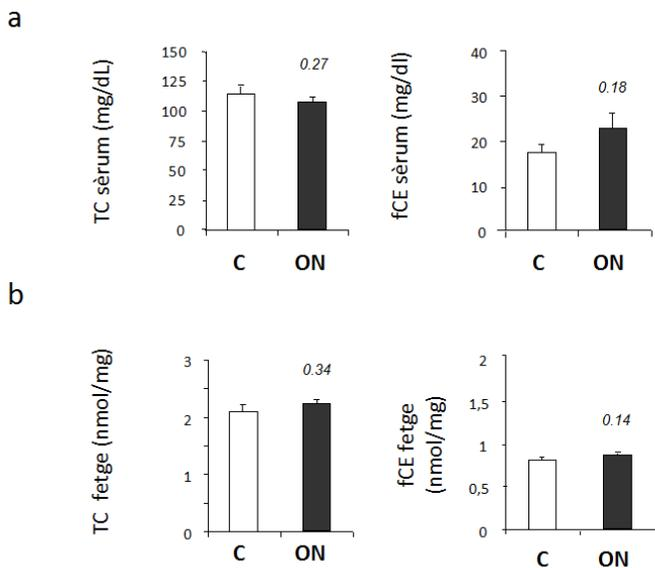 a
TC sèrum (mg/dL)
150
125
100
75
50
25
0
0.27
C ON
fCE sèrum (mg/dl)
40
30
20
10
0
0.18
C ON
b
TC fetge (nmol/mg)
3
2
1
0
0.34
C ON
fCE fetge
(nmol/mg)
2
1,5
1
0,5
0
0.14
C ON